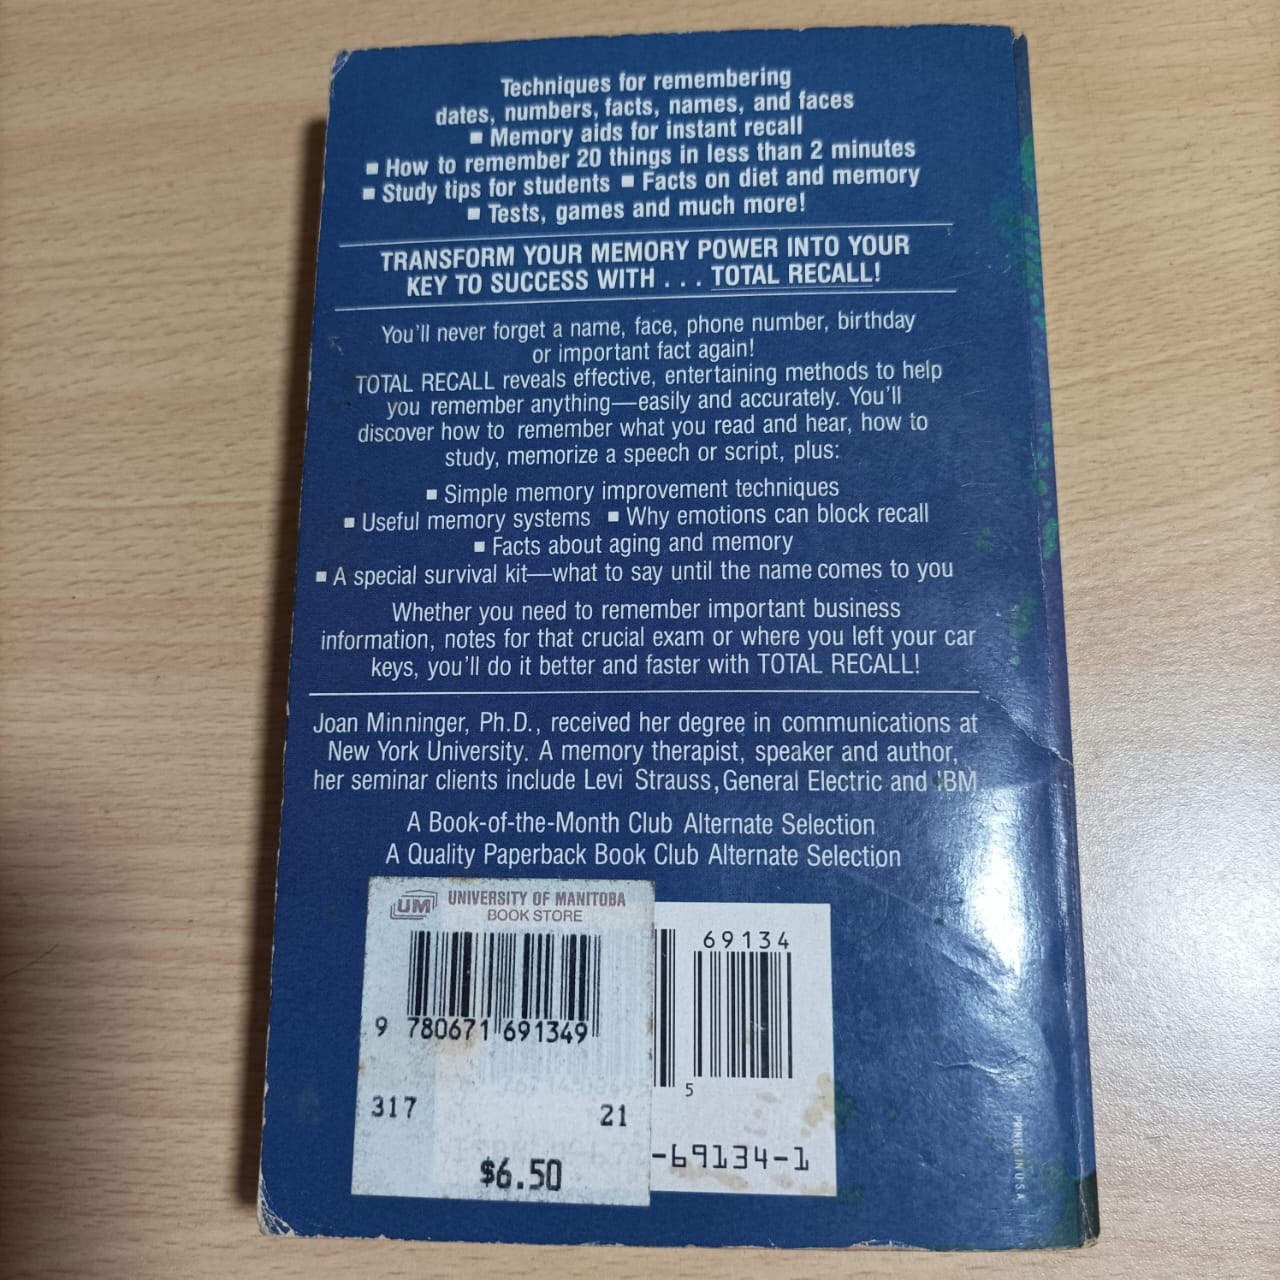 Techniques for remembering
dates, numbers, facts, names, and faces
■ Memory aids for instant recall
■ How to remember 20 things in less than 2 minutes
■ Study tips for students ■ Facts on diet and memory
■ Tests, games and much more!
TRANSFORM YOUR MEMORY POWER INTO YOUR
KEY TO SUCCESS WITH . . . TOTAL RECALL!
You'll never forget a name, face, phone number, birthday
or important fact again!
TOTAL RECALL reveals effective, entertaining methods to help
you remember anything—easily and accurately. You'll
discover how to remember what you read and hear, how to
study, memorize a speech or script, plus:
■ Simple memory improvement techniques
■ Useful memory systems ■ Why emotions can block recall
■ Facts about aging and memory
■ A special survival kit—what to say until the name comes to you
Whether you need to remember important business
information, notes for that crucial exam or where you left your car
keys, you'll do it better and faster with TOTAL RECALL!
Joan Minninger, Ph.D., received her degree in communications at
New York University. A memory therapist, speaker and author,
her seminar clients include Levi Strauss, General Electric and IBM
A Book-of-the-Month Club Alternate Selection
A Quality Paperback Book Club Alternate Selection
UM UNIVERSITY OF MANITOBA
BOOK STORE
69134
9 780671 691349
5
317 21
-69134-1
$6.50
PRINTED IN U.S.A.